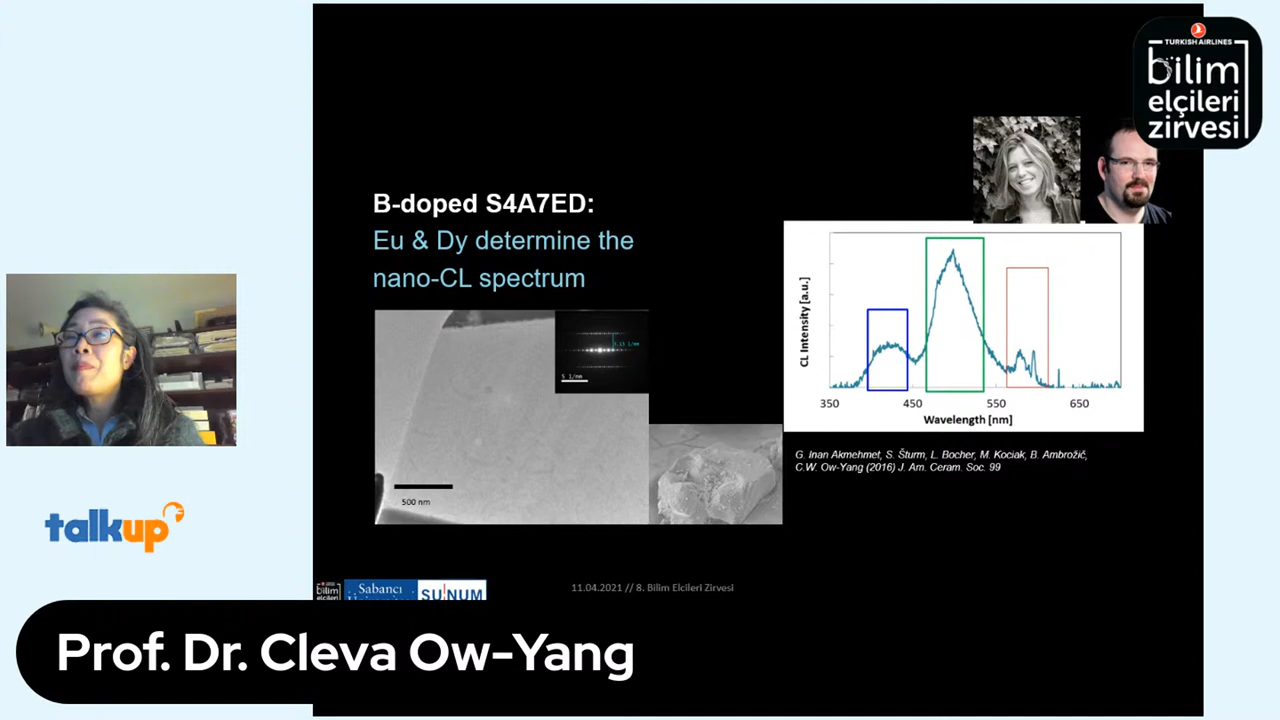 TURKISH AIRLINES
bilim
elçileri
zirvesi
B-doped S4A7ED:
Eu & Dy determine the
nano-CL spectrum
5 1/nm
500 nm
CL Intensity [a.u.]
350 450 550 650
Wavelength [nm]
G. Inan Akmehmet, S. Šturm, L. Bocher, M. Kociak, B. Ambrožič,
C.W. Ow-Yang (2016) J. Am. Ceram. Soc. 99
talkup
bilim
Sabancı
SUNUM
11.04.2021 // 8. Bilim Elcileri Zirvesi
Prof. Dr. Cleva Ow-Yang